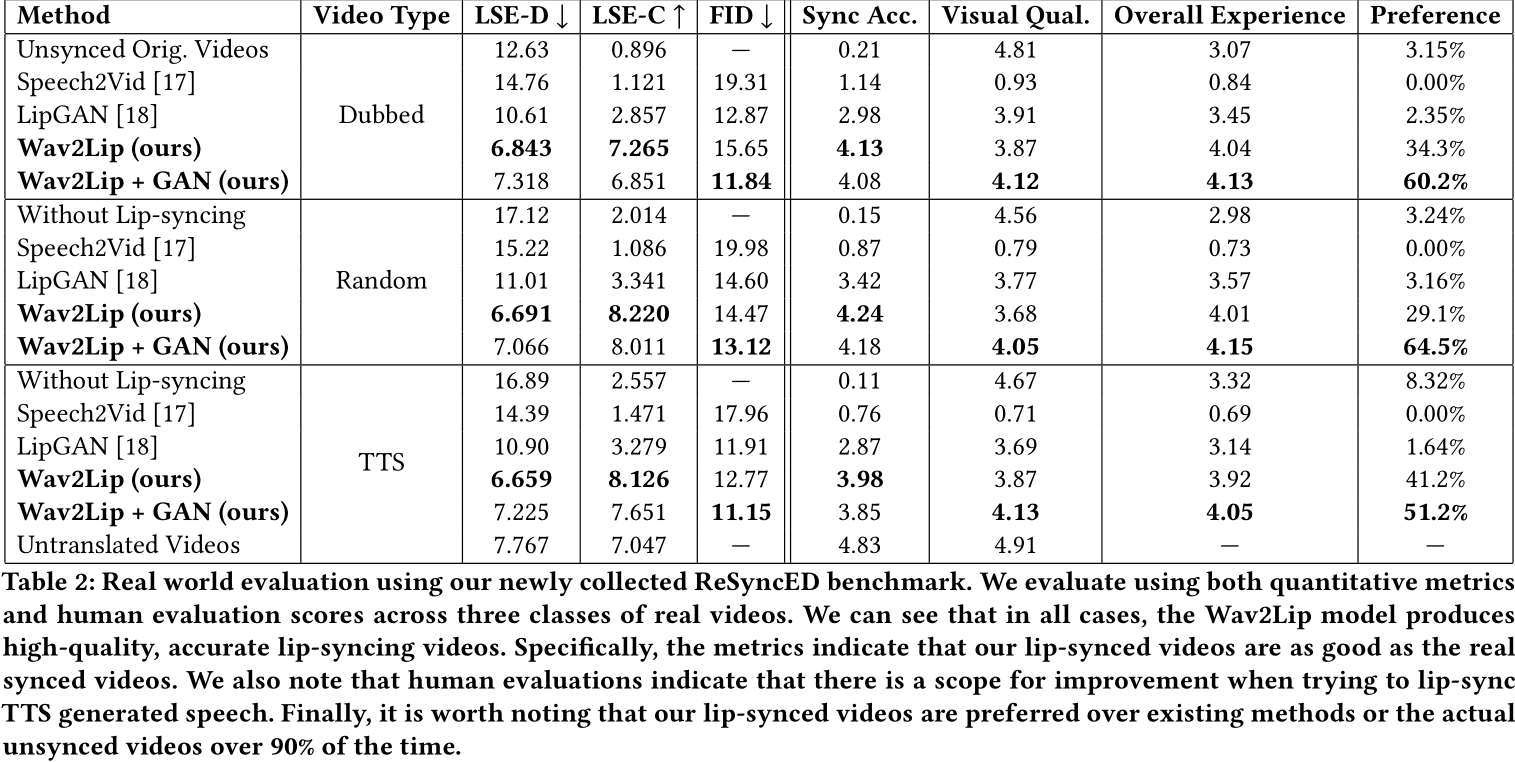 Method Video Type LSE-D ↓ LSE-C ↑ FID ↓ Sync Acc. Visual Qual. Overall Experience Preference
Unsynced Orig. Videos 12.63 0.896 — 0.21 4.81 3.07 3.15%
Speech2Vid [17] 14.76 1.121 19.31 1.14 0.93 0.84 0.00%
LipGAN [18] Dubbed 10.61 2.857 12.87 2.98 3.91 3.45 2.35%
Wav2Lip (ours) 6.843 7.265 15.65 4.13 3.87 4.04 34.3%
Wav2Lip + GAN (ours) 7.318 6.851 11.84 4.08 4.12 4.13 60.2%
Without Lip-syncing 17.12 2.014 — 0.15 4.56 2.98 3.24%
Speech2Vid [17] 15.22 1.086 19.98 0.87 0.79 0.73 0.00%
LipGAN [18] Random 11.01 3.341 14.60 3.42 3.77 3.57 3.16%
Wav2Lip (ours) 6.691 8.220 14.47 4.24 3.68 4.01 29.1%
Wav2Lip + GAN (ours) 7.066 8.011 13.12 4.18 4.05 4.15 64.5%
Without Lip-syncing 16.89 2.557 — 0.11 4.67 3.32 8.32%
Speech2Vid [17] 14.39 1.471 17.96 0.76 0.71 0.69 0.00%
LipGAN [18] 10.90 3.279 11.91 2.87 3.69 3.14 1.64%
TTS
Wav2Lip (ours) 6.659 8.126 12.77 3.98 3.87 3.92 41.2%
Wav2Lip + GAN (ours) 7.225 7.651 11.15 3.85 4.13 4.05 51.2%
Untranslated Videos 7.767 7.047 — 4.83 4.91 — —
Table 2: Real world evaluation using our newly collected ReSyncED benchmark. We evaluate using both quantitative metrics
and human evaluation scores across three classes of real videos. We can see that in all cases, the Wav2Lip model produces
high-quality, accurate lip-syncing videos. Specifically, the metrics indicate that our lip-synced videos are as good as the real
synced videos. We also note that human evaluations indicate that there is a scope for improvement when trying to lip-sync
TTS generated speech. Finally, it is worth noting that our lip-synced videos are preferred over existing methods or the actual
unsynced videos over 90% of the time.